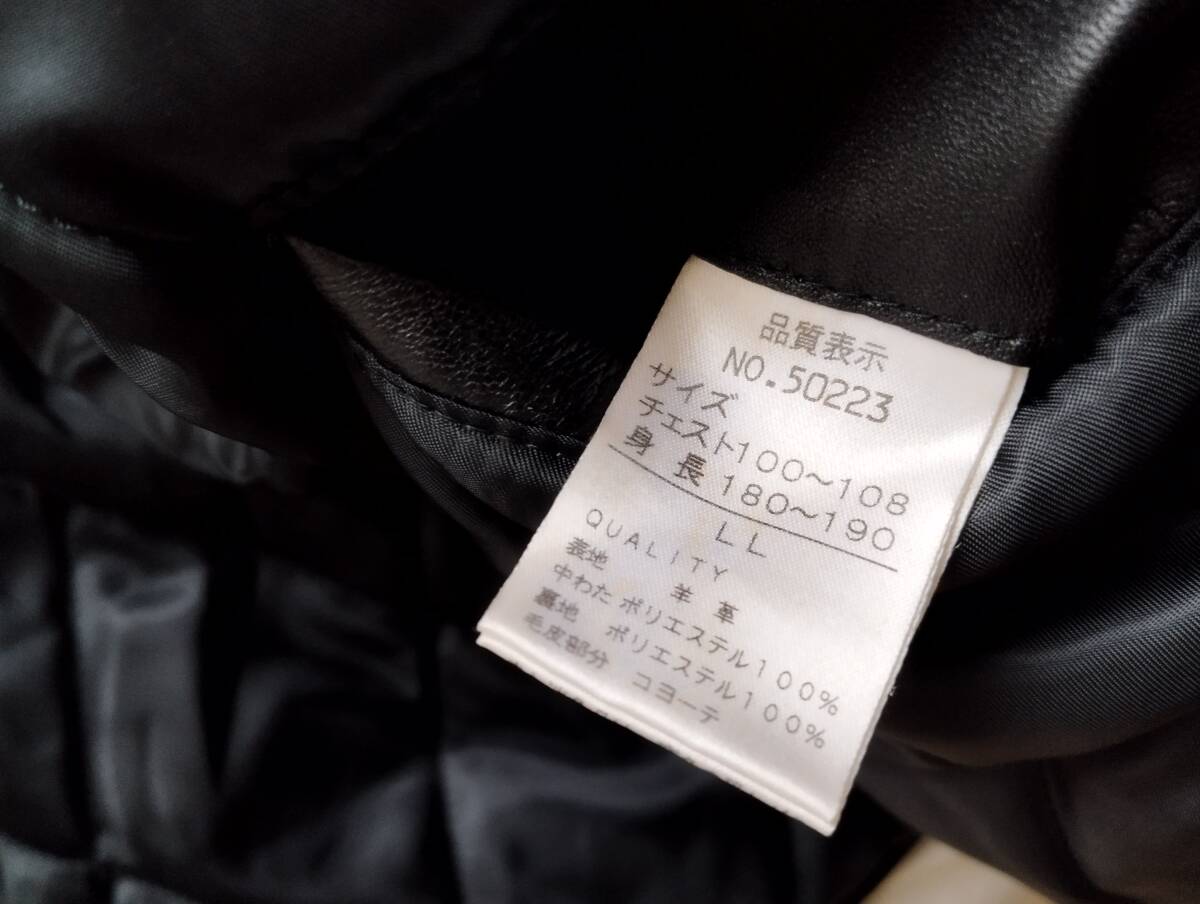 品質表示
NO.50223
サイズ
チェスト100〜108
身長 180〜190
LL
QUALITY
表地 羊革
中わた ポリエステル100%
裏地 ポリエステル100%
毛皮部分 コヨーテ